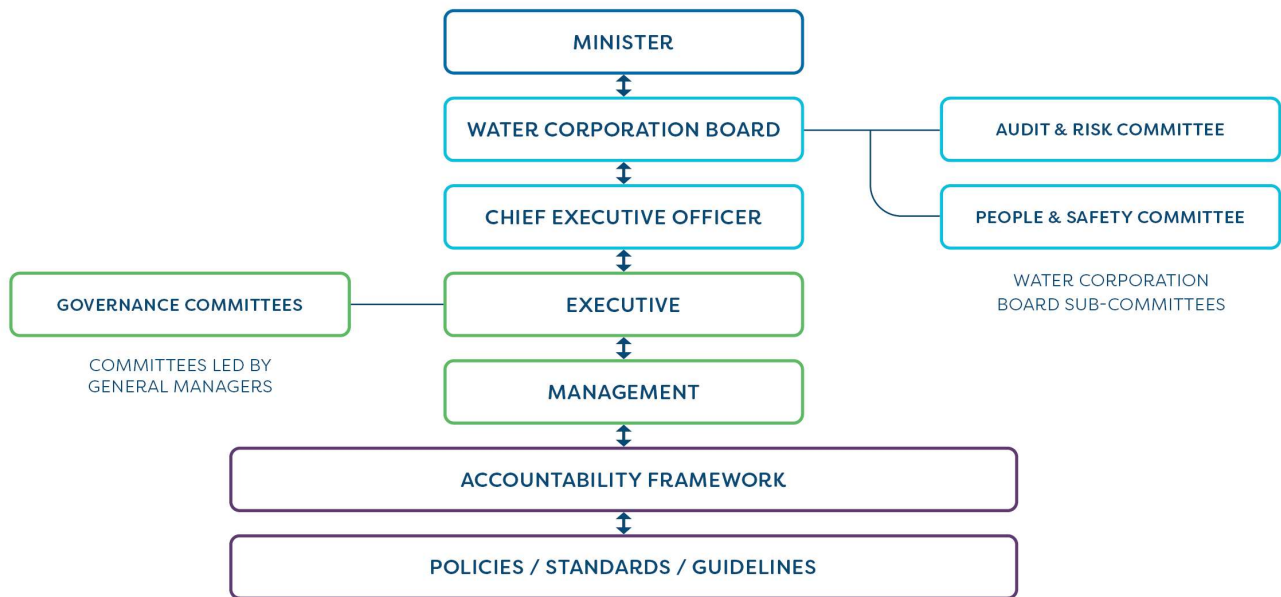 MINISTER
WATER CORPORATION BOARD
AUDIT & RISK COMMITTEE
CHIEF EXECUTIVE OFFICER
PEOPLE & SAFETY COMMITTEE
WATER CORPORATION
BOARD SUB-COMMITTEES
GOVERNANCE COMMITTEES
EXECUTIVE
COMMITTEES LED BY
GENERAL MANAGERS
MANAGEMENT
ACCOUNTABILITY FRAMEWORK
POLICIES / STANDARDS / GUIDELINES